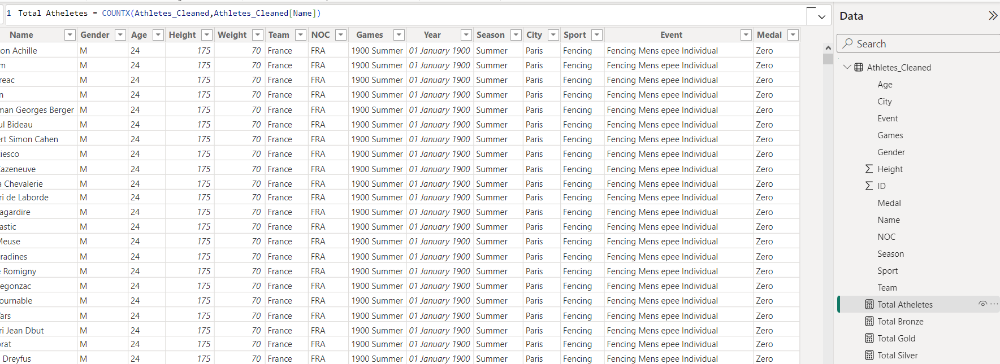 1 Total Atheletes = COUNTX(Athletes_Cleaned,Athletes_Cleaned[Name])
Name Gender Age Height Weight Team NOC Games Year Season City Sport Event Medal
on Achille M 24 175 70 France FRA 1900 Summer 01 January 1900 Summer Paris Fencing Fencing Mens epee Individual Zero
m M 24 175 70 France FRA 1900 Summer 01 January 1900 Summer Paris Fencing Fencing Mens epee Individual Zero
reac M 24 175 70 France FRA 1900 Summer 01 January 1900 Summer Paris Fencing Fencing Mens epee Individual Zero
n M 24 175 70 France FRA 1900 Summer 01 January 1900 Summer Paris Fencing Fencing Mens epee Individual Zero
man Georges Berger M 24 175 70 France FRA 1900 Summer 01 January 1900 Summer Paris Fencing Fencing Mens epee Individual Zero
ul Bideau M 24 175 70 France FRA 1900 Summer 01 January 1900 Summer Paris Fencing Fencing Mens epee Individual Zero
ert Simon Cahen M 24 175 70 France FRA 1900 Summer 01 January 1900 Summer Paris Fencing Fencing Mens epee Individual Zero
iesco M 24 175 70 France FRA 1900 Summer 01 January 1900 Summer Paris Fencing Fencing Mens epee Individual Zero
Cazeneuve M 24 175 70 France FRA 1900 Summer 01 January 1900 Summer Paris Fencing Fencing Mens epee Individual Zero
a Chevalerie M 24 175 70 France FRA 1900 Summer 01 January 1900 Summer Paris Fencing Fencing Mens epee Individual Zero
ri de Laborde M 24 175 70 France FRA 1900 Summer 01 January 1900 Summer Paris Fencing Fencing Mens epee Individual Zero
agardire M 24 175 70 France FRA 1900 Summer 01 January 1900 Summer Paris Fencing Fencing Mens epee Individual Zero
astic M 24 175 70 France FRA 1900 Summer 01 January 1900 Summer Paris Fencing Fencing Mens epee Individual Zero
Meuse M 24 175 70 France FRA 1900 Summer 01 January 1900 Summer Paris Fencing Fencing Mens epee Individual Zero
radines M 24 175 70 France FRA 1900 Summer 01 January 1900 Summer Paris Fencing Fencing Mens epee Individual Zero
e Romigny M 24 175 70 France FRA 1900 Summer 01 January 1900 Summer Paris Fencing Fencing Mens epee Individual Zero
egonzac M 24 175 70 France FRA 1900 Summer 01 January 1900 Summer Paris Fencing Fencing Mens epee Individual Zero
ournable M 24 175 70 France FRA 1900 Summer 01 January 1900 Summer Paris Fencing Fencing Mens epee Individual Zero
Vars M 24 175 70 France FRA 1900 Summer 01 January 1900 Summer Paris Fencing Fencing Mens epee Individual Zero
ri Jean Dbut M 24 175 70 France FRA 1900 Summer 01 January 1900 Summer Paris Fencing Fencing Mens epee Individual Zero
rat M 24 175 70 France FRA 1900 Summer 01 January 1900 Summer Paris Fencing Fencing Mens epee Individual Zero
Dreyfus M 24 175 70 France FRA 1900 Summer 01 January 1900 Summer Paris Fencing Fencing Mens epee Individual Zero
Data
Search
Athletes_Cleaned
Age
City
Event
Games
Gender
Height
ID
Medal
Name
NOC
Season
Sport
Team
Total Atheletes
Total Bronze
Total Gold
Total Silver